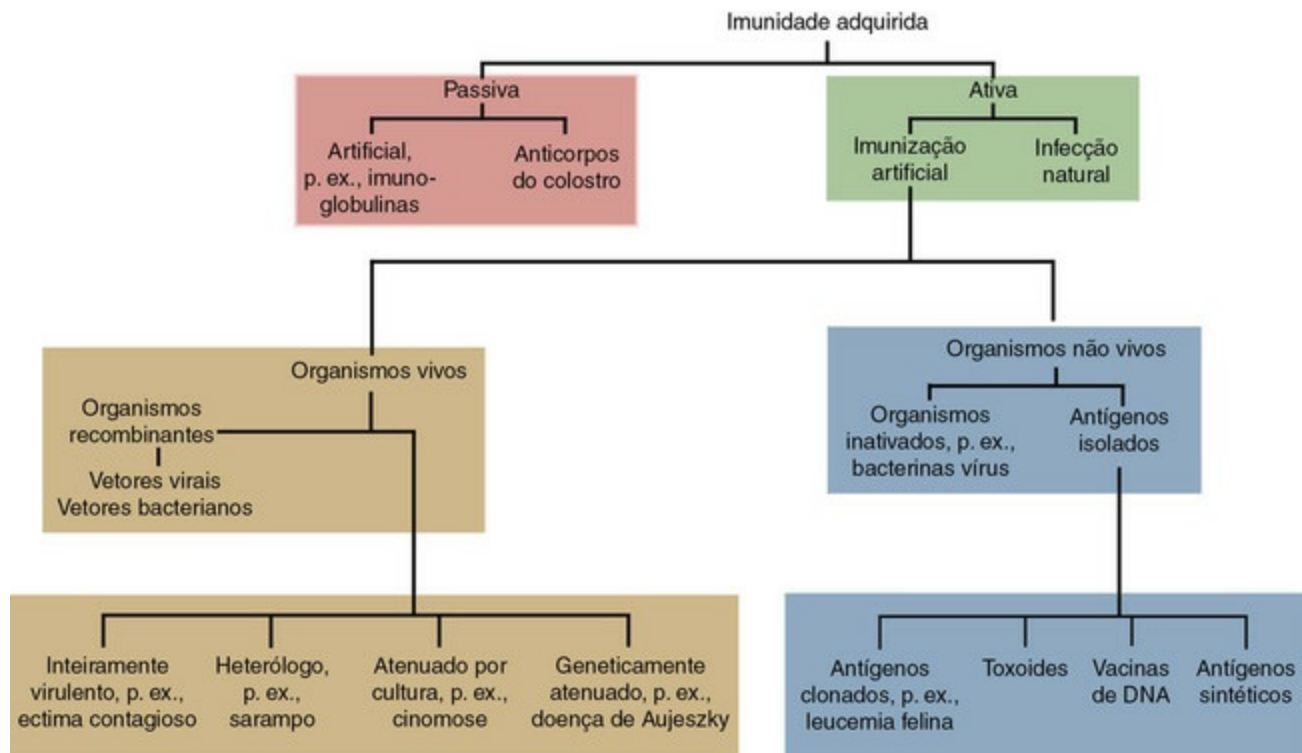 Imunidade adquirida
Passiva
Artificial,
p. ex., imuno-
globulinas
Anticorpos
do colostro
Ativa
Imunização
artificial
Infecção
natural
Organismos vivos
Organismos
recombinantes
Vetores virais
Vetores bacterianos
Organismos não vivos
Organismos
inativados, p. ex.,
bacterinas vírus
Antígenos
isolados
Inteiramente
virulento, p. ex.,
ectima contagioso
Heterólogo,
p. ex.,
sarampo
Atenuado por
cultura, p. ex.,
cinomose
Geneticamente
atenuado, p. ex.,
doença de Aujeszky
Antígenos
clonados, p. ex.,
leucemia felina
Toxoides
Vacinas
de DNA
Antígenos
sintéticos